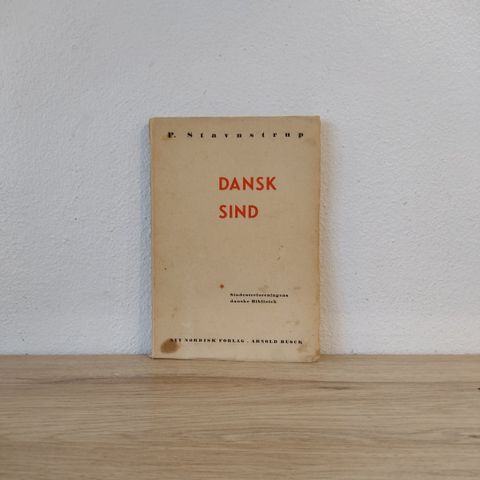 P. Stavnstrup
DANSK
SIND
Studenterforeningens
danske Bibliotek
NYT NORDISK FORLAG . ARNOLD BUSCK